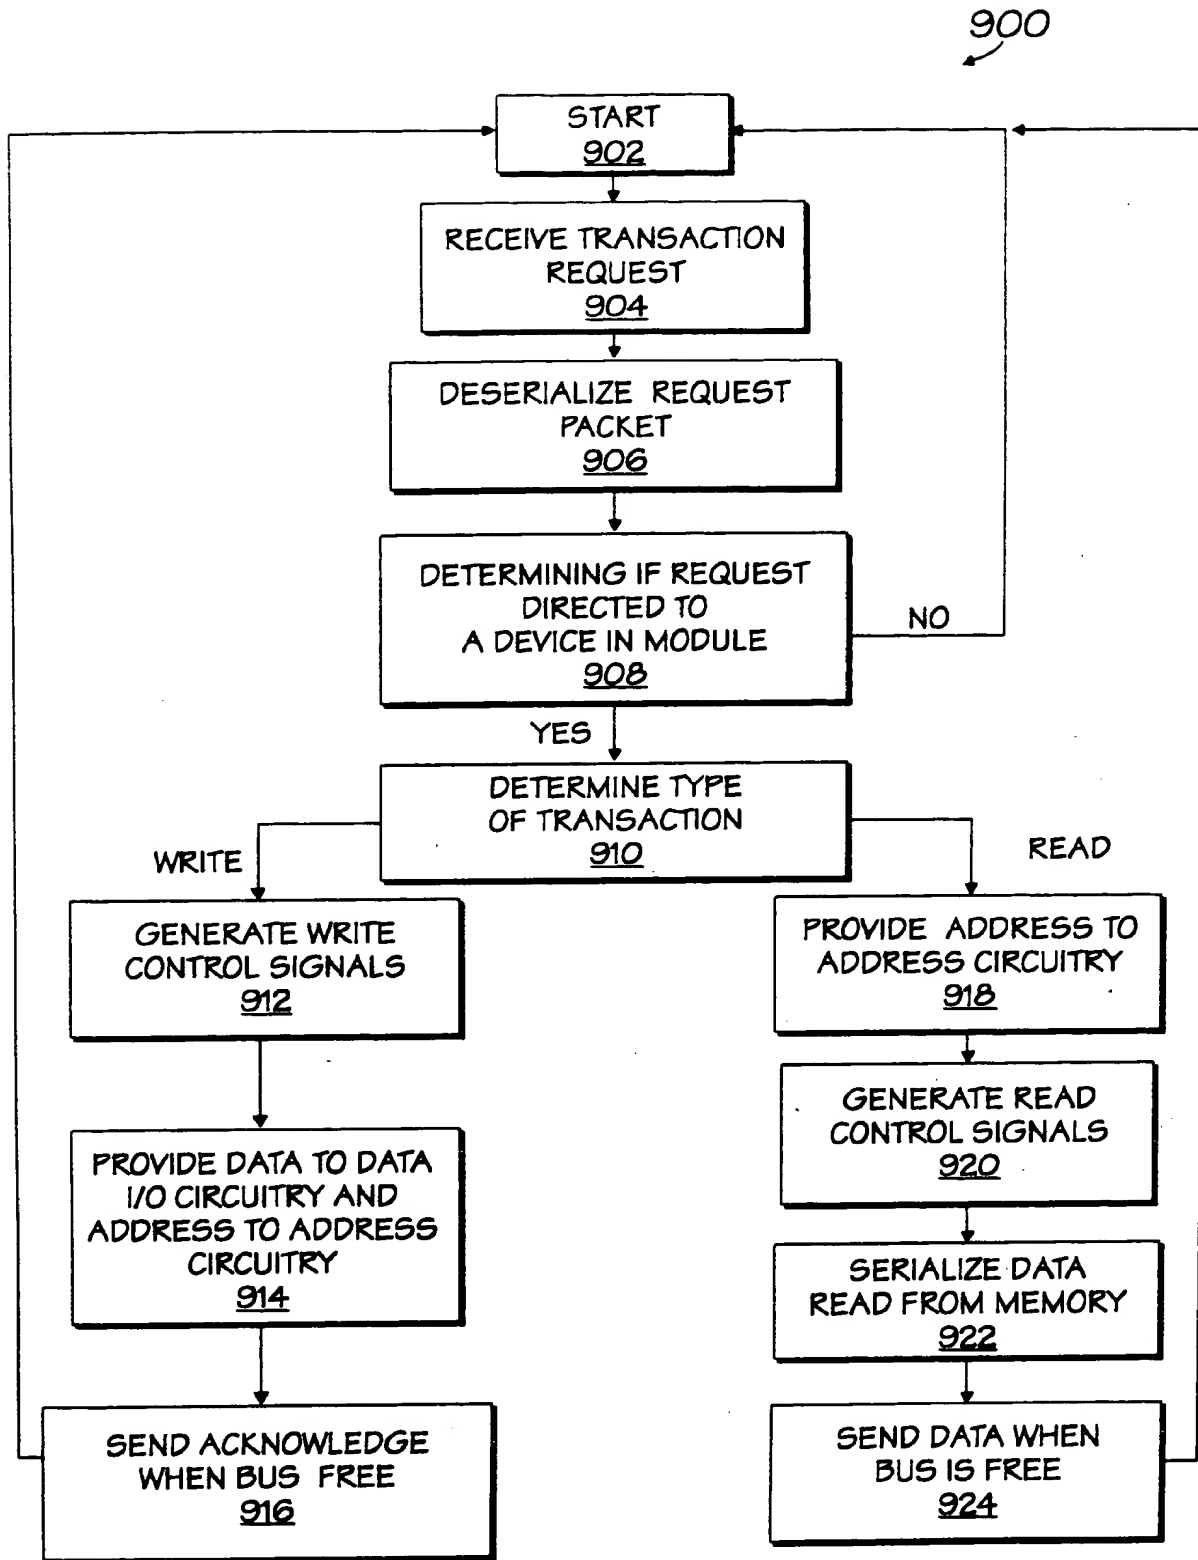 900
START
902
RECEIVE TRANSACTION
REQUEST
904
DESERIALIZE REQUEST
PACKET
906
DETERMINING IF REQUEST
DIRECTED TO
A DEVICE IN MODULE
908
NO
YES
DETERMINE TYPE
OF TRANSACTION
910
WRITE
READ
GENERATE WRITE
CONTROL SIGNALS
912
PROVIDE DATA TO DATA
I/O CIRCUITRY AND
ADDRESS TO ADDRESS
CIRCUITRY
914
SEND ACKNOWLEDGE
WHEN BUS FREE
916
PROVIDE ADDRESS TO
ADDRESS CIRCUITRY
918
GENERATE READ
CONTROL SIGNALS
920
SERIALIZE DATA
READ FROM MEMORY
922
SEND DATA WHEN
BUS IS FREE
924